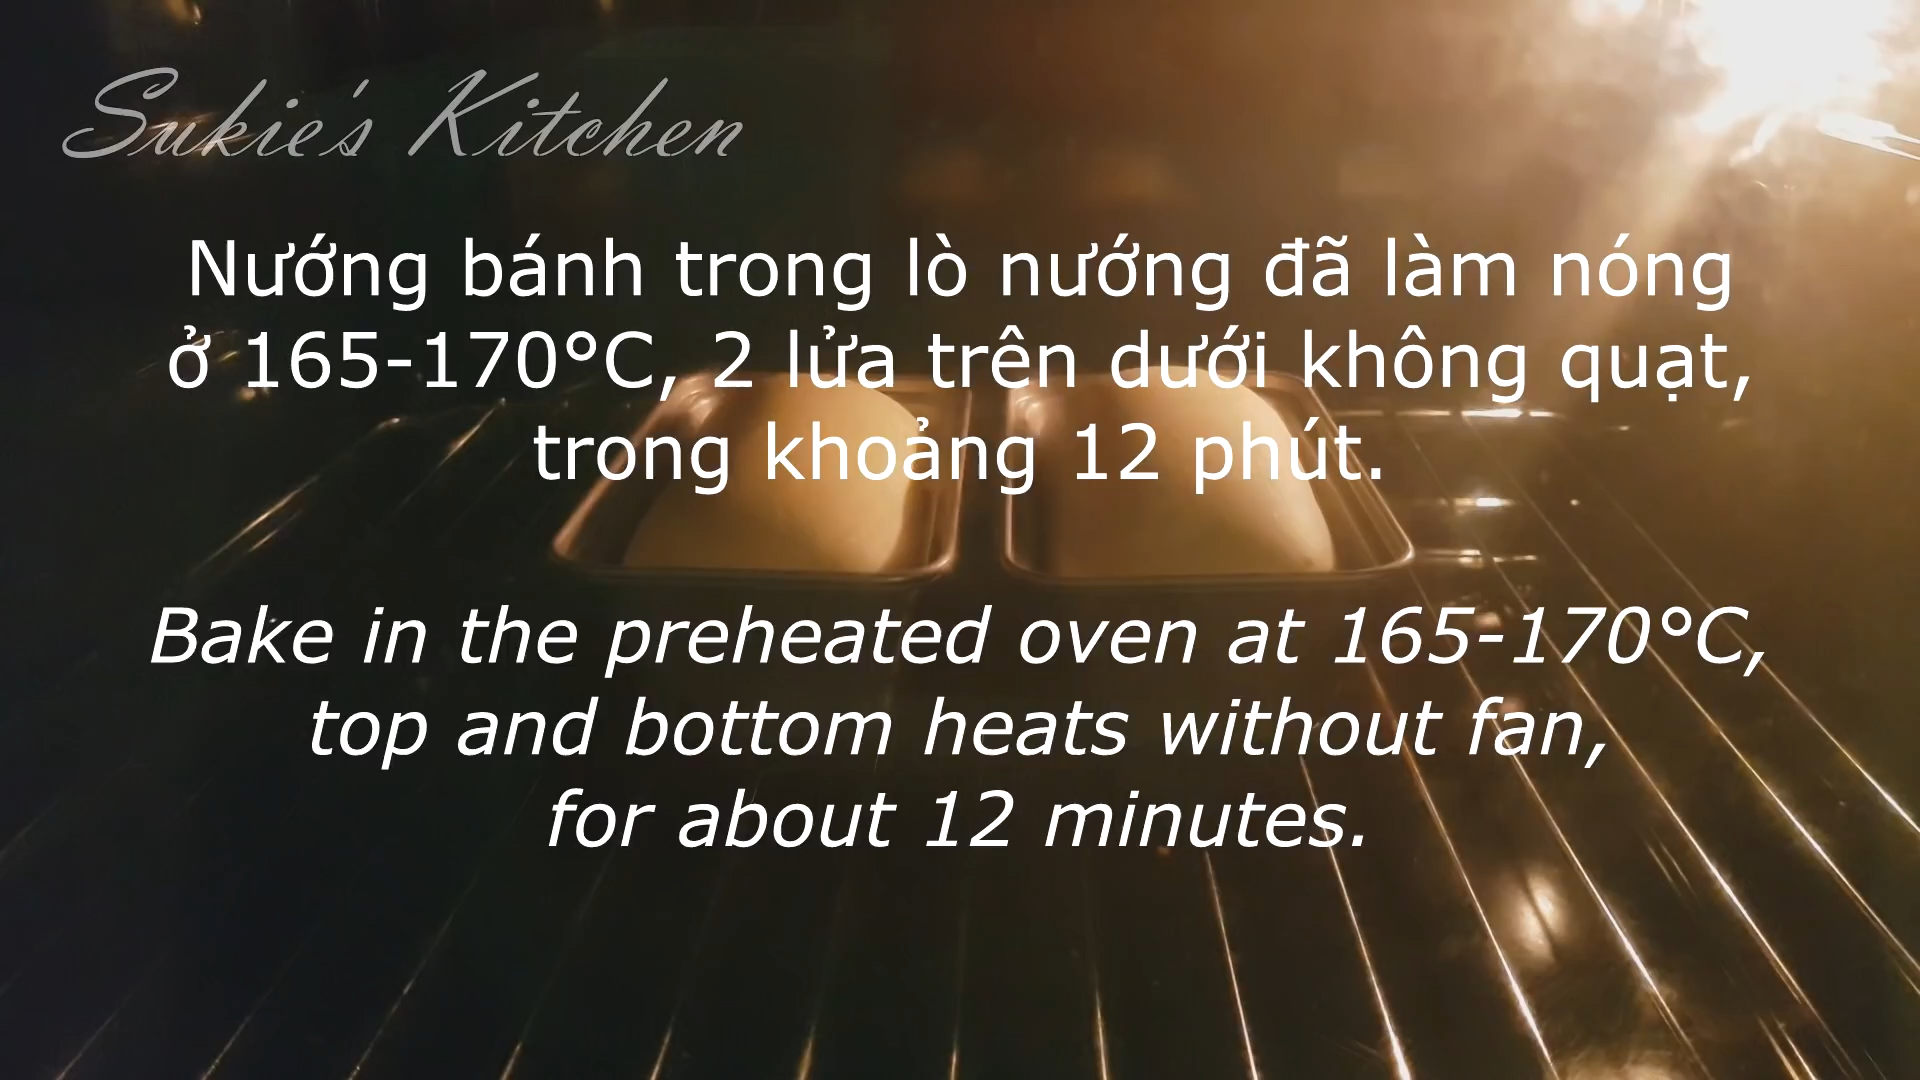 Sukie's Kitchen
Nướng bánh trong lò nướng đã làm nóng
ở 165-170°C, 2 lửa trên dưới không quạt,
trong khoảng 12 phút.
Bake in the preheated oven at 165-170°C,
top and bottom heats without fan,
for about 12 minutes.